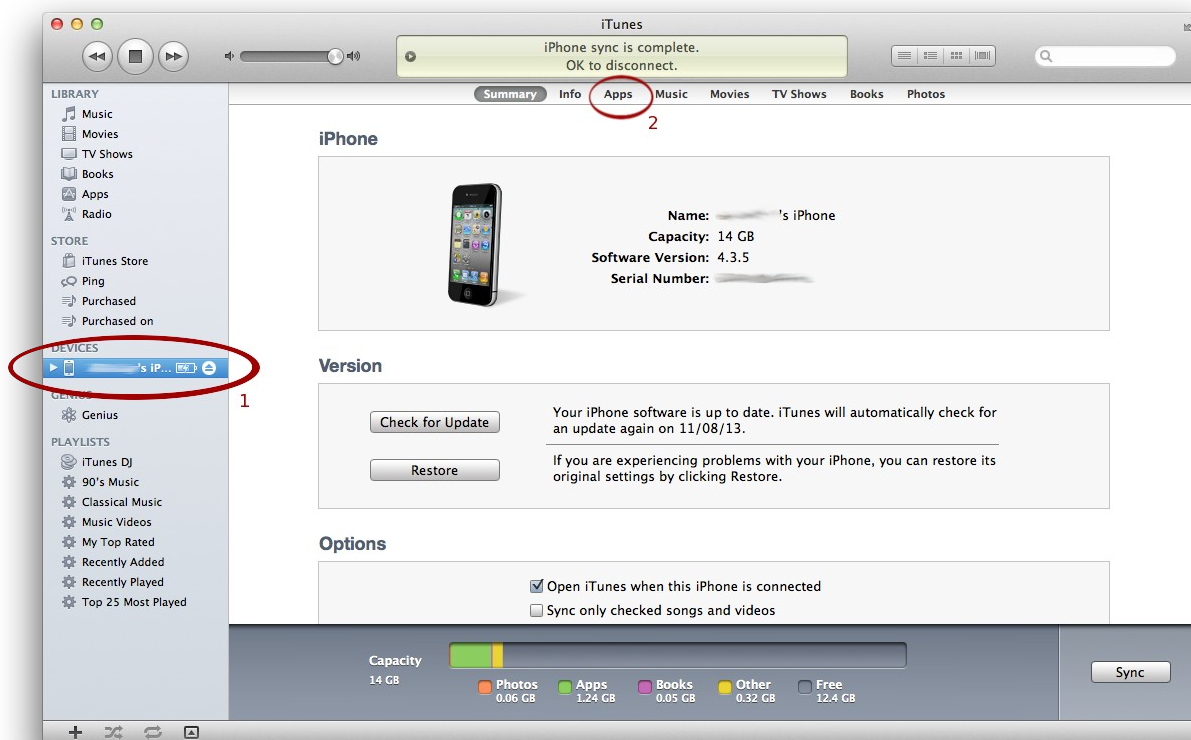 iTunes
iPhone sync is complete.
OK to disconnect.
Summary Info Apps Music Movies TV Shows Books Photos
2
LIBRARY
Music
Movies
TV Shows
Books
Apps
Radio
STORE
iTunes Store
Ping
Purchased
Purchased on
DEVICES
's iP...
1
GENIUS
Genius
PLAYLISTS
iTunes DJ
90's Music
Classical Music
Music Videos
My Top Rated
Recently Added
Recently Played
Top 25 Most Played
iPhone
Name: 's iPhone
Capacity: 14 GB
Software Version: 4.3.5
Serial Number:
Version
Check for Update
Your iPhone software is up to date. iTunes will automatically check for
an update again on 11/08/13.
Restore
If you are experiencing problems with your iPhone, you can restore its
original settings by clicking Restore.
Options
Open iTunes when this iPhone is connected
Sync only checked songs and videos
Capacity
14 GB
Photos
0.06 GB
Apps
1.24 GB
Books
0.05 GB
Other
0.32 GB
Free
12.4 GB
Sync